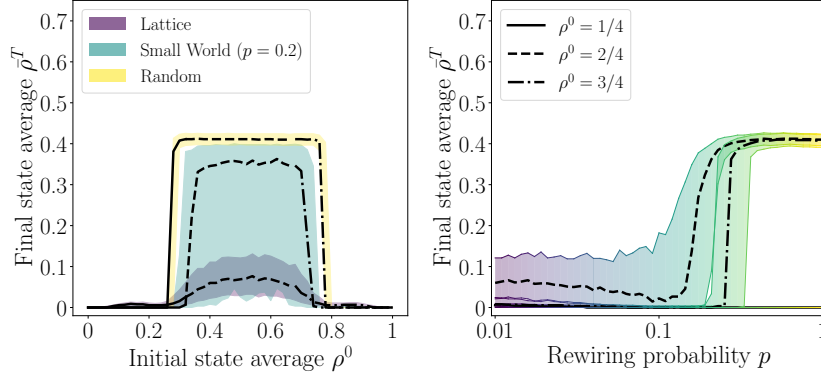 Final state average ρ̄^T
0.7
0.6
0.5
0.4
0.3
0.2
0.1
0
Lattice
Small World (p = 0.2)
Random
0 0.2 0.4 0.6 0.8 1
Initial state average ρ^0
Final state average ρ̄^T
0.7
0.6
0.5
0.4
0.3
0.2
0.1
0
ρ^0 = 1/4
ρ^0 = 2/4
ρ^0 = 3/4
0.01 0.1 1
Rewiring probability p